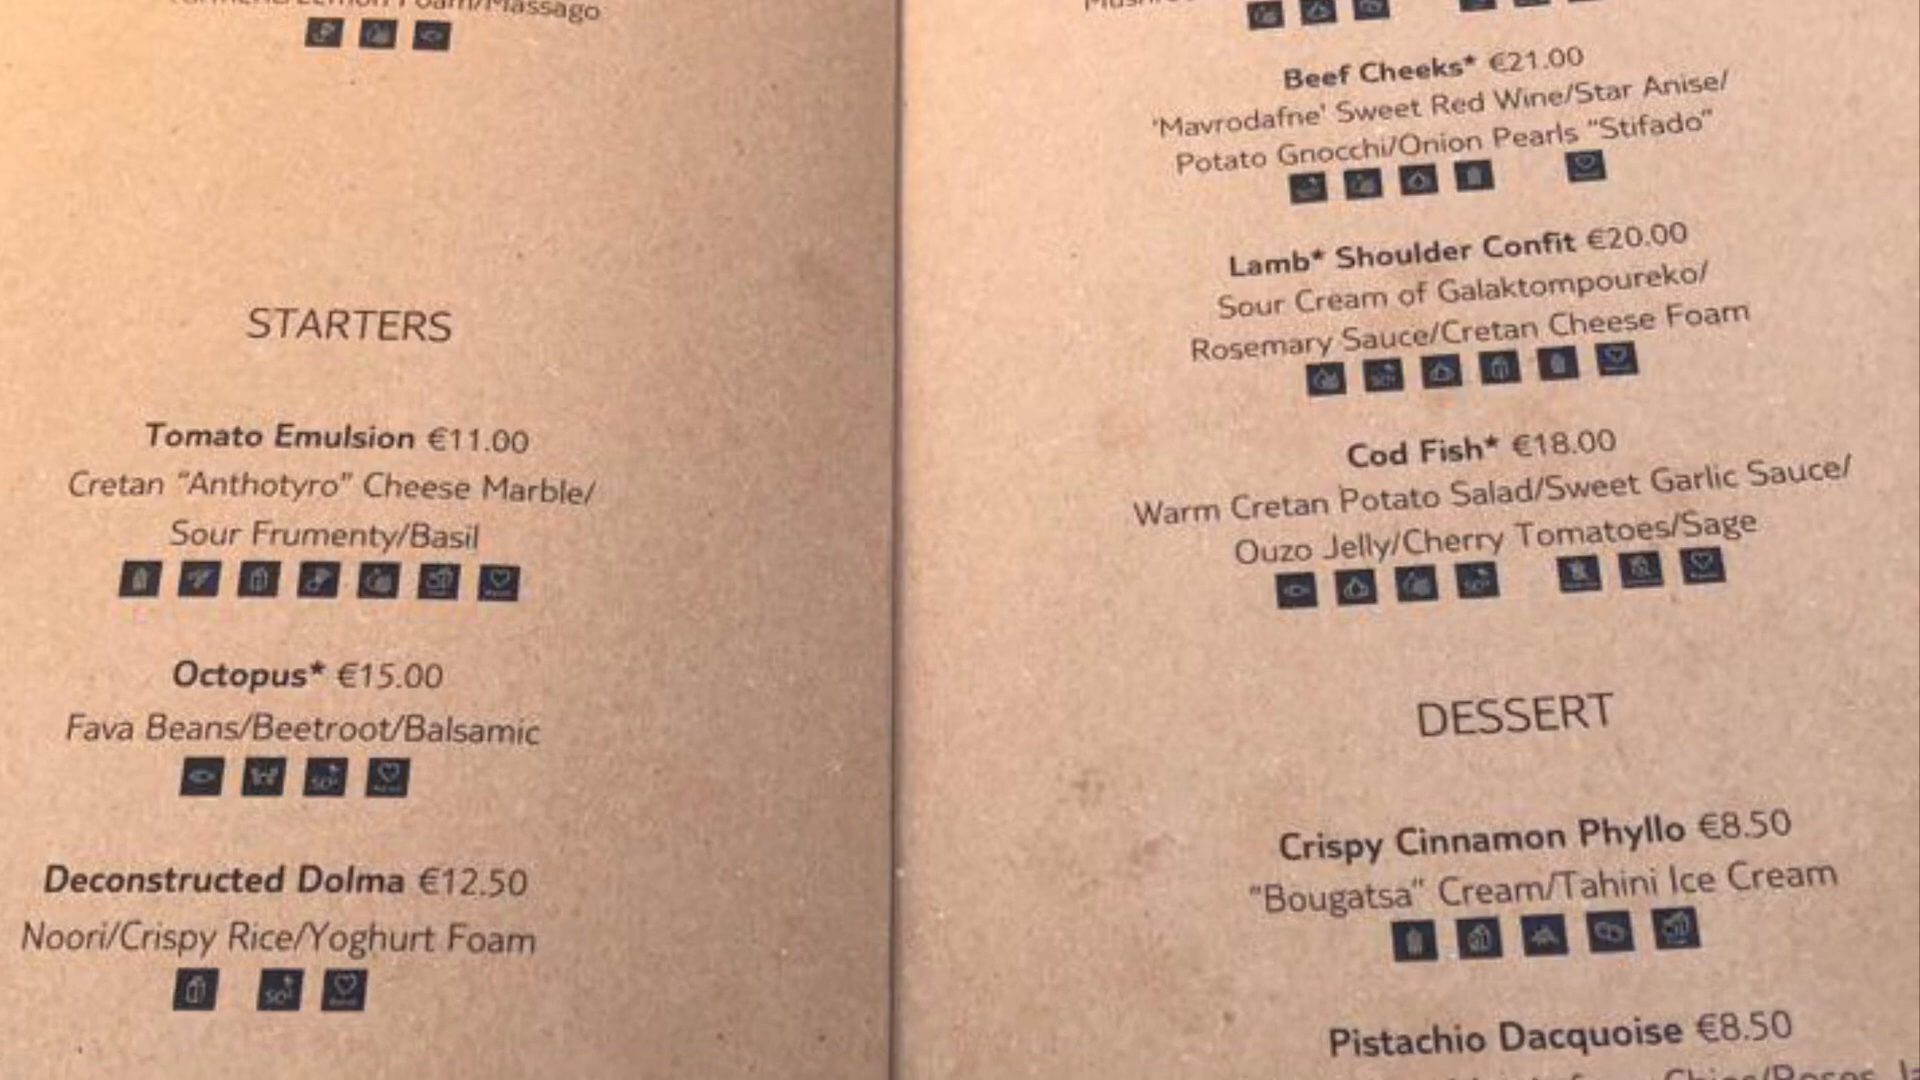 Foam/Massago
STARTERS
Tomato Emulsion €11.00
Cretan “Anthotyro” Cheese Marble/
Sour Frumenty/Basil
Octopus* €15.00
Fava Beans/Beetroot/Balsamic
SO₂
Deconstructed Dolma €12.50
Noori/Crispy Rice/Yoghurt Foam
SO₂
Beef Cheeks* €21.00
'Mavrodafne' Sweet Red Wine/Star Anise/
Potato Gnocchi/Onion Pearls “Stifado”
Lamb* Shoulder Confit €20.00
Sour Cream of Galaktompoureko/
Rosemary Sauce/Cretan Cheese Foam
Cod Fish* €18.00
Warm Cretan Potato Salad/Sweet Garlic Sauce/
Ouzo Jelly/Cherry Tomatoes/Sage
DESSERT
Crispy Cinnamon Phyllo €8.50
“Bougatsa” Cream/Tahini Ice Cream
Pistachio Dacquoise €8.50